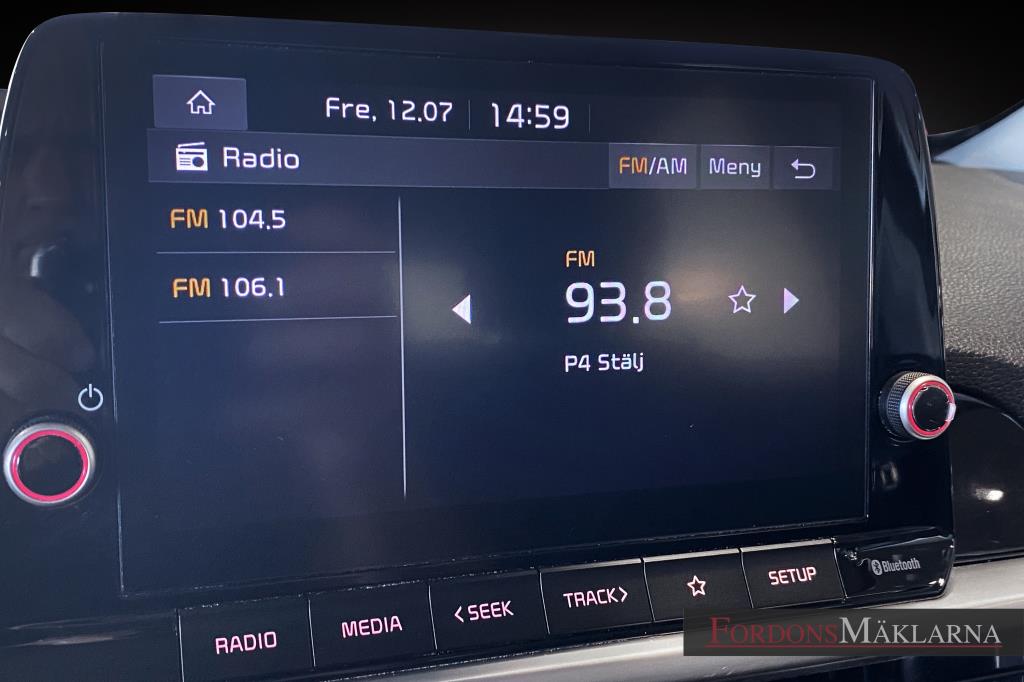 Fre, 12.07 14:59
Radio FM/AM Meny
FM 104.5
FM 106.1
FM
93.8
P4 Stälj
RADIO MEDIA <SEEK TRACK> SETUP
Bluetooth
FORDONSMÄKLARNA